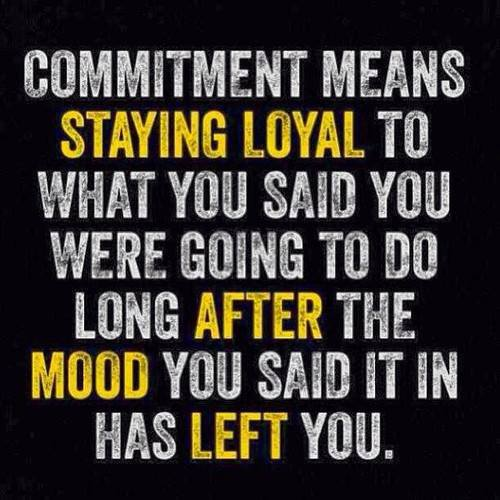 COMMITMENT MEANS
STAYING LOYAL TO
WHAT YOU SAID YOU
WERE GOING TO DO
LONG AFTER THE
MOOD YOU SAID IT IN
HAS LEFT YOU.